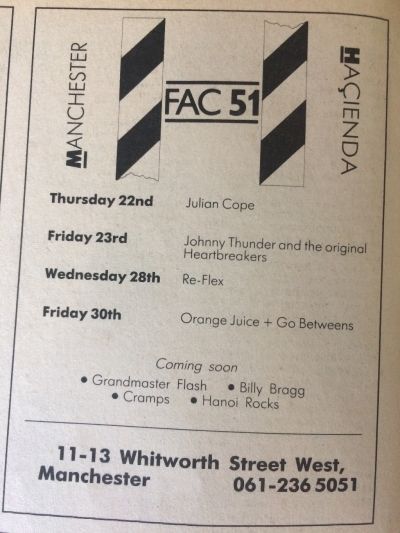 MANCHESTER
FAC 51
HAÇIENDA
Thursday 22nd Julian Cope
Friday 23rd Johnny Thunder and the original
Heartbreakers
Wednesday 28th Re-Flex
Friday 30th Orange Juice + Go Betweens
Coming soon
• Grandmaster Flash • Billy Bragg
• Cramps • Hanoi Rocks
11-13 Whitworth Street West,
Manchester 061-236 5051